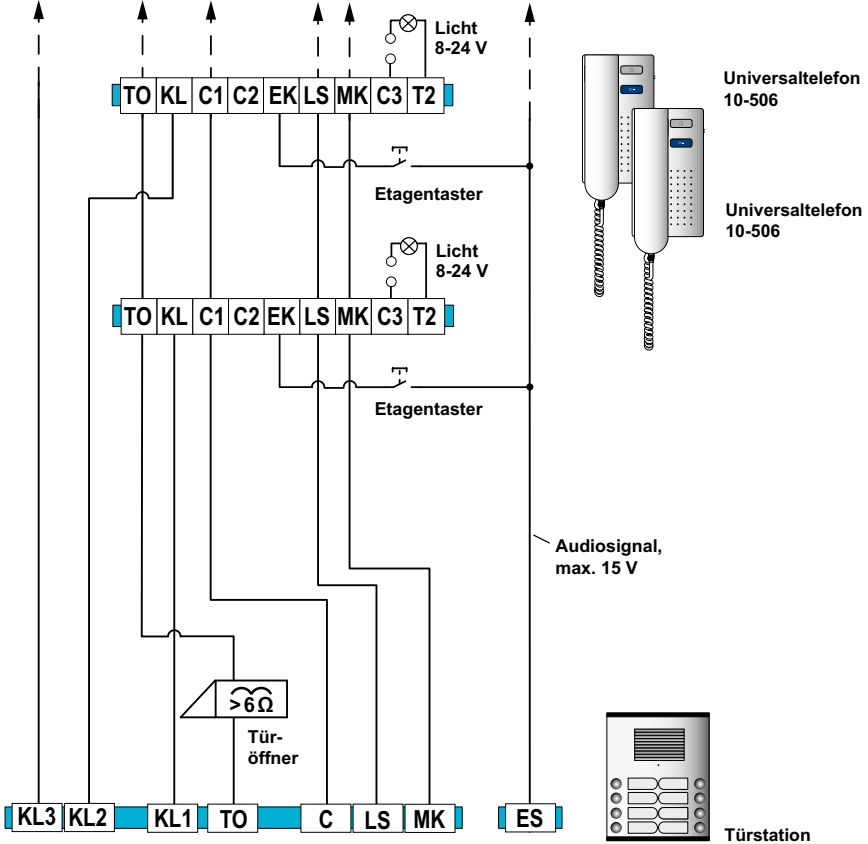 Licht
8-24 V
TO KL C1 C2 EK LS MK C3 T2
Etagentaster
Universaltelefon
10-506
Universaltelefon
10-506
Licht
8-24 V
TO KL C1 C2 EK LS MK C3 T2
Etagentaster
Audiosignal,
max. 15 V
>6Ω
Tür-
öffner
KL3 KL2 KL1 TO C LS MK ES
Türstation